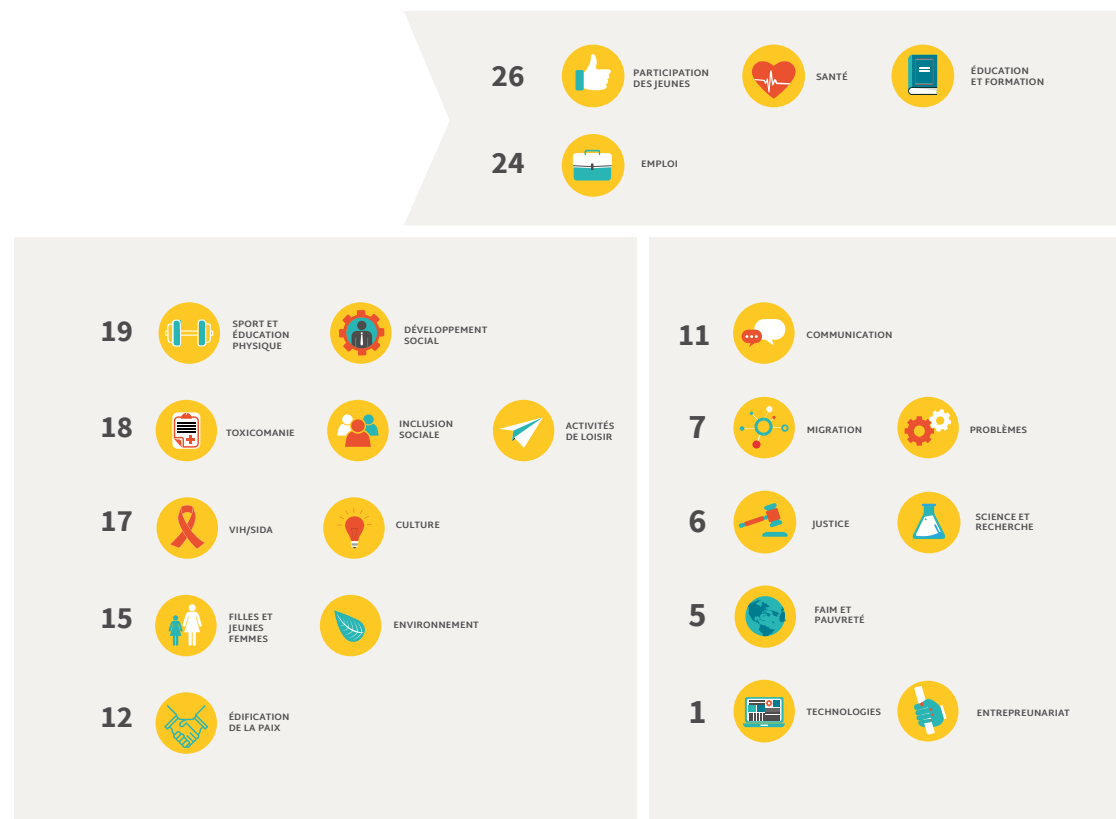 26
PARTICIPATION
DES JEUNES
SANTÉ
ÉDUCATION
ET FORMATION
24
EMPLOI
19
SPORT ET
ÉDUCATION
PHYSIQUE
DÉVELOPPEMENT
SOCIAL
18
TOXICOMANIE
INCLUSION
SOCIALE
ACTIVITÉS
DE LOISIR
17
VIH/SIDA
CULTURE
15
FILLES ET
JEUNES
FEMMES
ENVIRONNEMENT
12
ÉDIFICATION
DE LA PAIX
11
COMMUNICATION
7
MIGRATION
PROBLÈMES
6
JUSTICE
SCIENCE ET
RECHERCHE
5
FAIM ET
PAUVRETÉ
1
TECHNOLOGIES
ENTREPREUNARIAT